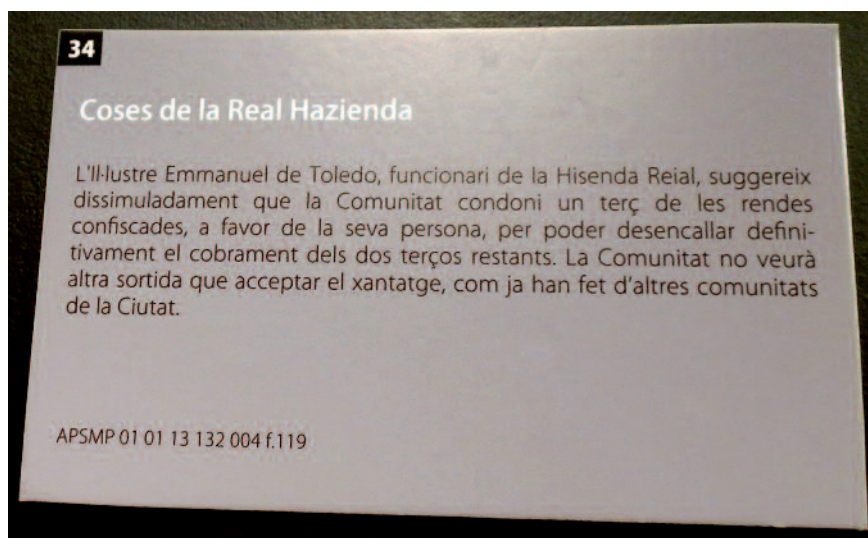 34
Coses de la Real Hazienda
L'Il·lustre Emmanuel de Toledo, funcionari de la Hisenda Reial, suggereix
dissimuladament que la Comunitat condoni un terç de les rendes
confiscades, a favor de la seva persona, per poder desencallar defini-
tivament el cobrament dels dos terços restants. La Comunitat no veurà
altra sortida que acceptar el xantatge, com ja han fet d'altres comunitats
de la Ciutat.
APSMP 01 01 13 132 004 f.119